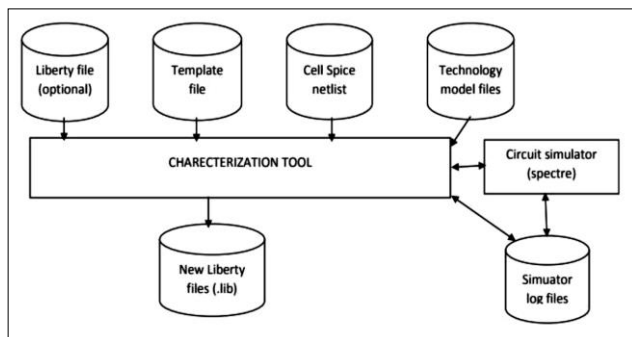 Liberty file
(optional)
Template
file
Cell Spice
netlist
Technology
model files
CHARECTERIZATION TOOL
Circuit simulator
(spectre)
New Liberty
files (.lib)
Simuator
log files